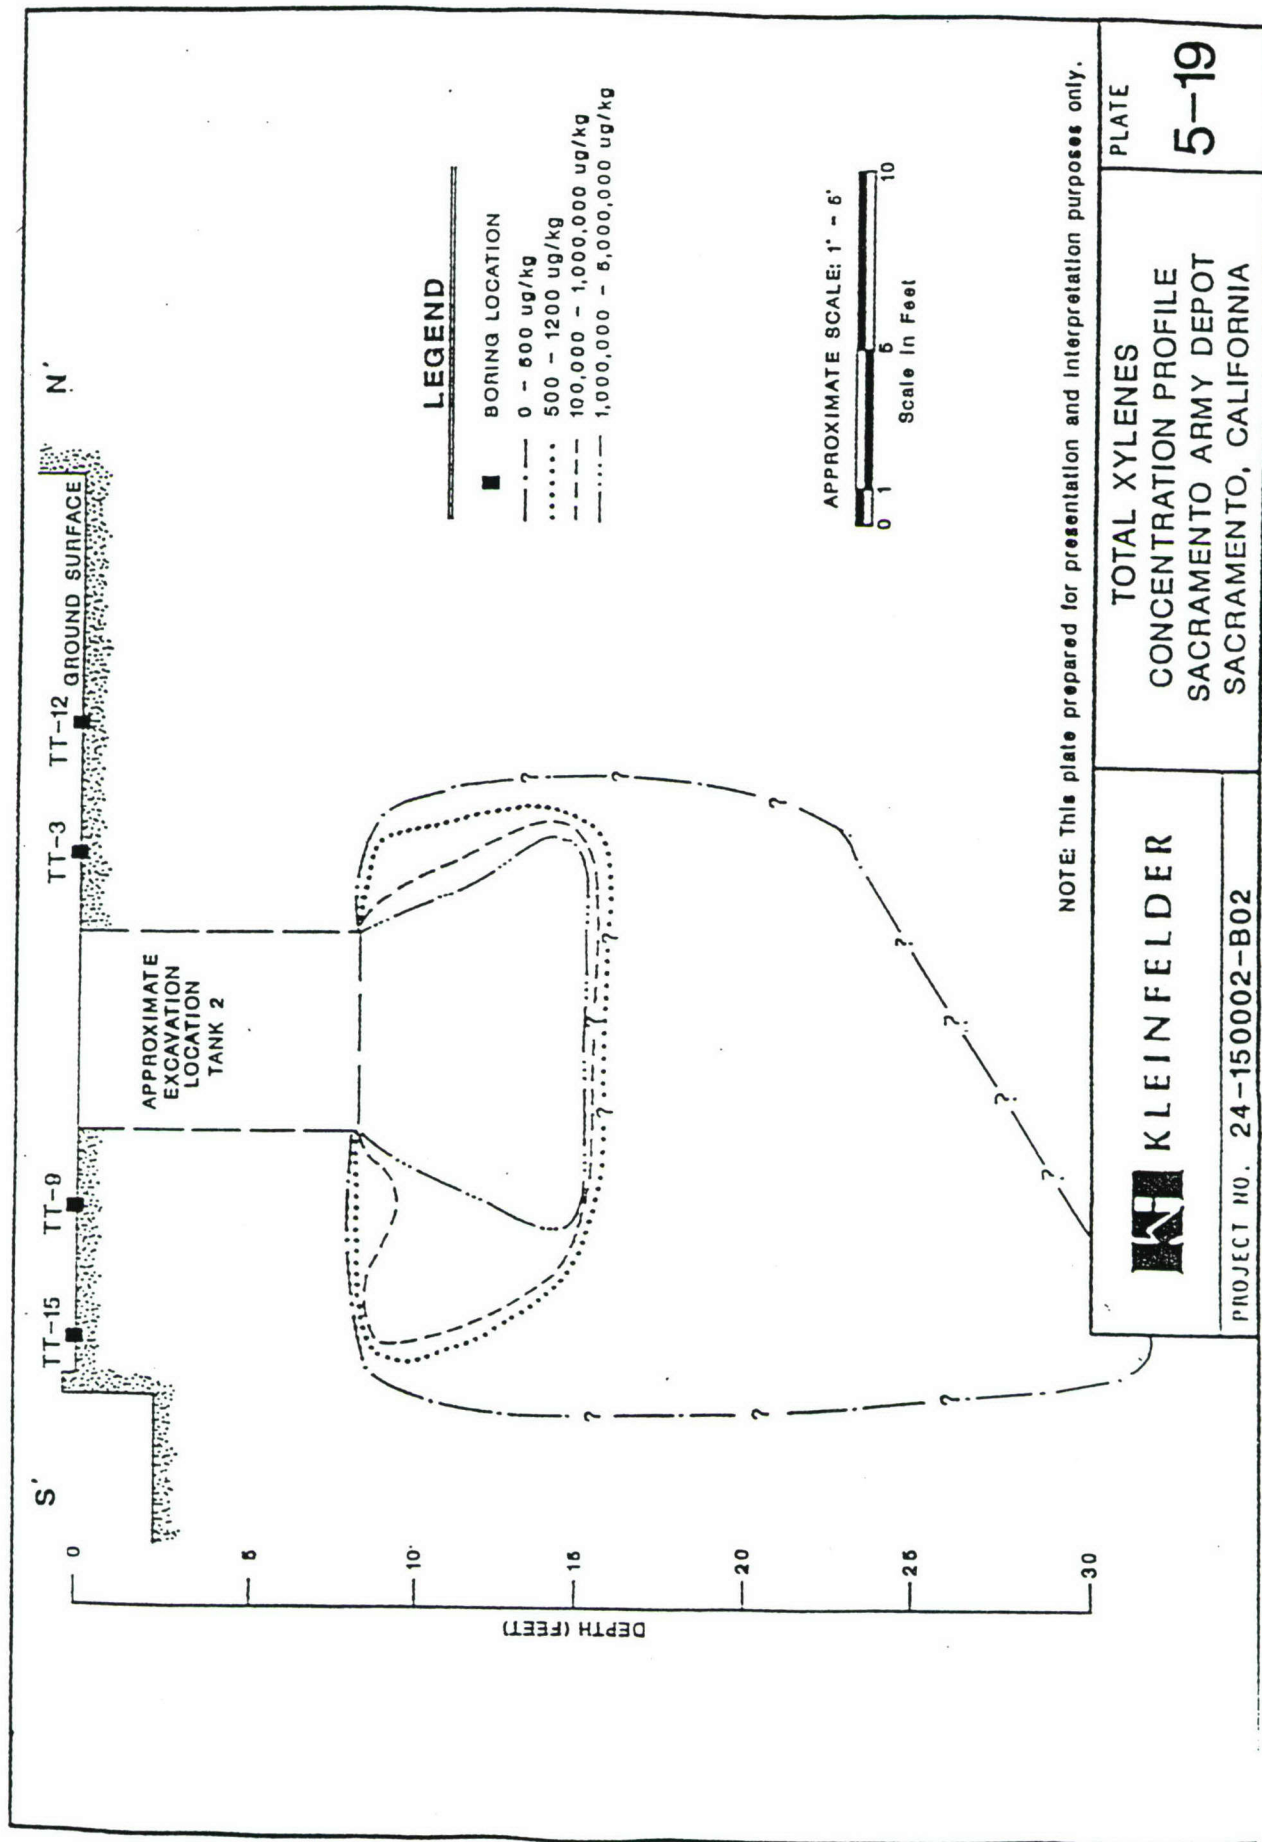 S'
N'
TT-15
TT-9
TT-3
TT-12
GROUND SURFACE
APPROXIMATE
EXCAVATION
LOCATION
TANK 2
DEPTH (FEET)
0
5
10
15
20
25
30
? ? ? ? ? ? ? ? ? ? ? ? ? ? ?
LEGEND
BORING LOCATION
0 - 500 ug/kg
500 - 1200 ug/kg
100,000 - 1,000,000 ug/kg
1,000,000 - 5,000,000 ug/kg
APPROXIMATE SCALE: 1" - 5'
0 1 5 10
Scale In Feet
NOTE: This plate prepared for presentation and interpretation purposes only.
KLEINFELDER
PROJECT NO. 24-150002-B02
TOTAL XYLENES
CONCENTRATION PROFILE
SACRAMENTO ARMY DEPOT
SACRAMENTO, CALIFORNIA
PLATE
5-19